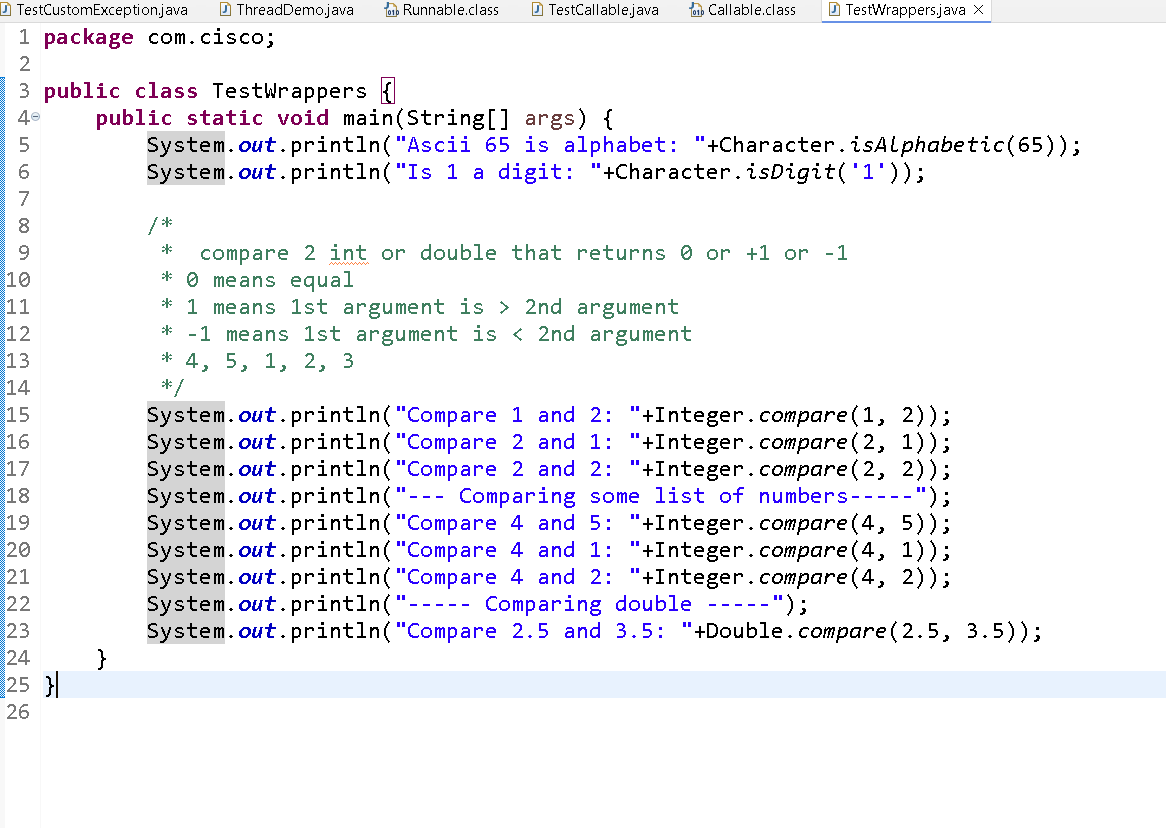 TestCustomException.java ThreadDemo.java Runnable.class TestCallable.java Callable.class TestWrappers.java
1 package com.cisco;
2
3 public class TestWrappers {
4 public static void main(String[] args) {
5 System.out.println("Ascii 65 is alphabet: "+Character.isAlphabetic(65));
6 System.out.println("Is 1 a digit: "+Character.isDigit('1'));
7
8 /*
9 * compare 2 int or double that returns 0 or +1 or -1
10 * 0 means equal
11 * 1 means 1st argument is > 2nd argument
12 * -1 means 1st argument is < 2nd argument
13 * 4, 5, 1, 2, 3
14 */
15 System.out.println("Compare 1 and 2: "+Integer.compare(1, 2));
16 System.out.println("Compare 2 and 1: "+Integer.compare(2, 1));
17 System.out.println("Compare 2 and 2: "+Integer.compare(2, 2));
18 System.out.println("--- Comparing some list of numbers-----");
19 System.out.println("Compare 4 and 5: "+Integer.compare(4, 5));
20 System.out.println("Compare 4 and 1: "+Integer.compare(4, 1));
21 System.out.println("Compare 4 and 2: "+Integer.compare(4, 2));
22 System.out.println("----- Comparing double -----");
23 System.out.println("Compare 2.5 and 3.5: "+Double.compare(2.5, 3.5));
24 }
25 }
26